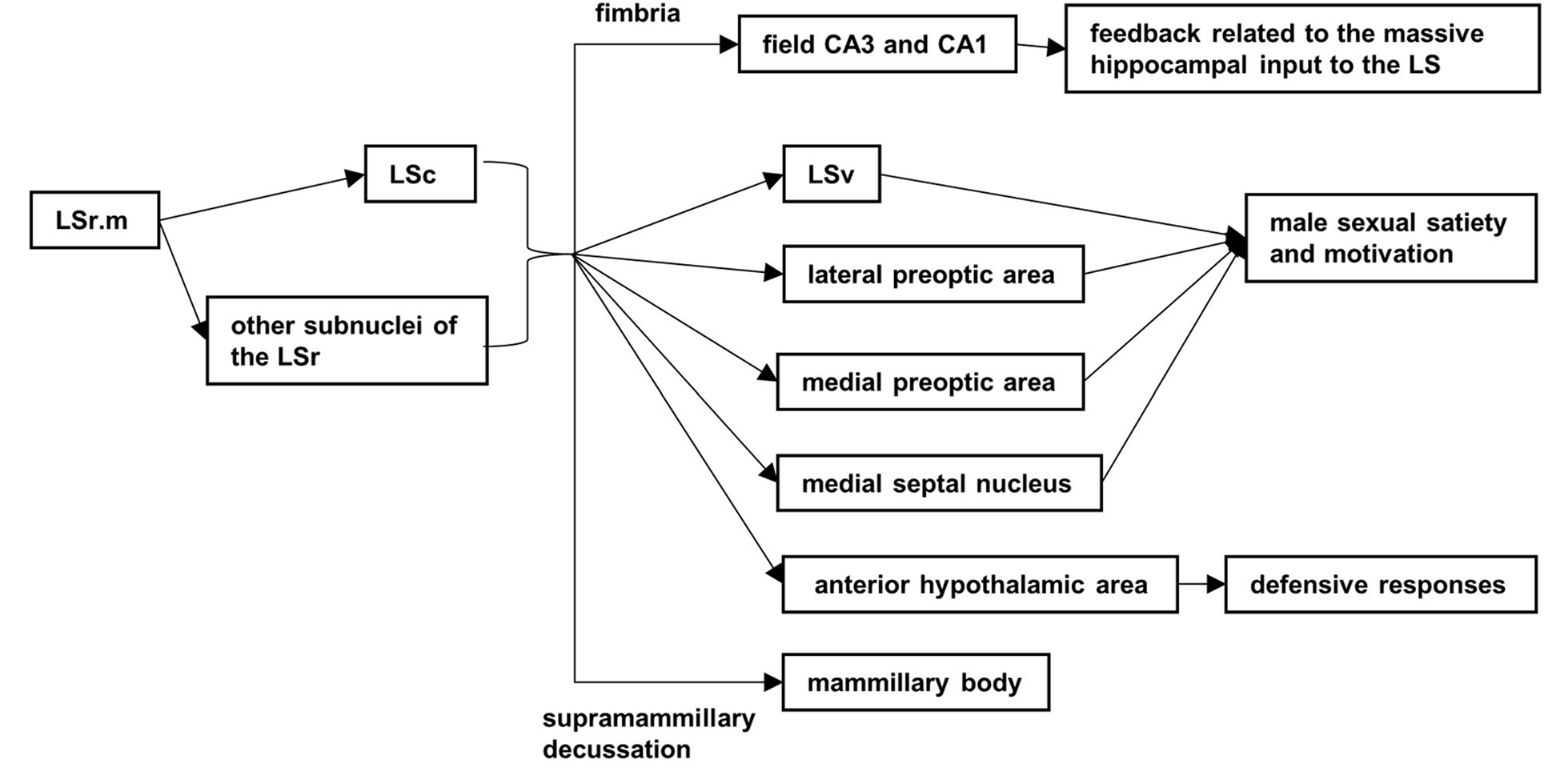 fimbria
field CA3 and CA1
feedback related to the massive
hippocampal input to the LS
LSc
LSv
LSr.m
male sexual satiety
and motivation
lateral preoptic area
other subnuclei of
the LSr
medial preoptic area
medial septal nucleus
anterior hypothalamic area
defensive responses
mammillary body
supramammillary
decussation